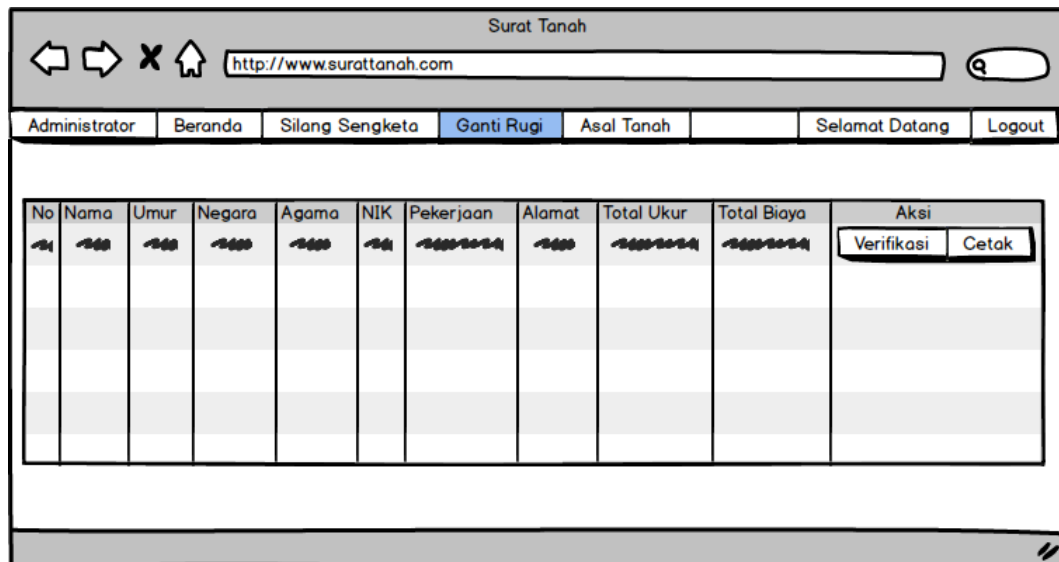 Surat Tanah
http://www.surattanah.com
Administrator Beranda Silang Sengketa Ganti Rugi Asal Tanah Selamat Datang Logout
No Nama Umur Negara Agama NIK Pekerjaan Alamat Total Ukur Total Biaya Aksi
Verifikasi Cetak